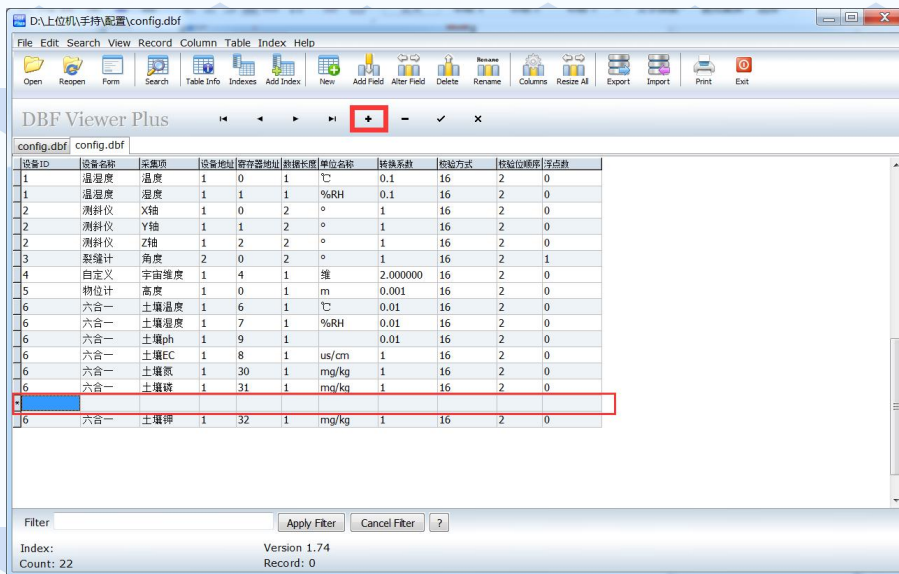 D:\上位机\手持\配置\config.dbf
File Edit Search View Record Column Table Index Help
Open Reopen Form Search Table Info Indexes Add Index New Add Field Alter Field Delete Rename Rename Columns Resize All Export Import Print Exit
DBF Viewer Plus
config.dbf config.dbf
设备ID 设备名称 采集项 设备地址 寄存器地址 数据长度 单位名称 转换系数 校验方式 校验位顺序 浮点数
1 温湿度 温度 1 0 1 ℃ 0.1 16 2 0
1 温湿度 湿度 1 1 1 %RH 0.1 16 2 0
2 测斜仪 X轴 1 0 2 ° 1 16 2 0
2 测斜仪 Y轴 1 1 2 ° 1 16 2 0
2 测斜仪 Z轴 1 2 2 ° 1 16 2 0
3 裂缝计 角度 2 0 2 ° 1 16 2 1
4 自定义 宇宙维度 1 4 1 维 2.000000 16 2 0
5 物位计 高度 1 0 1 m 0.001 16 2 0
6 六合一 土壤温度 1 6 1 ℃ 0.01 16 2 0
6 六合一 土壤湿度 1 7 1 %RH 0.01 16 2 0
6 六合一 土壤ph 1 9 1 0.01 16 2 0
6 六合一 土壤EC 1 8 1 us/cm 1 16 2 0
6 六合一 土壤氮 1 30 1 mg/kg 1 16 2 0
6 六合一 土壤磷 1 31 1 mg/kg 1 16 2 0
*
6 六合一 土壤钾 1 32 1 mg/kg 1 16 2 0
Filter Apply Filter Cancel Filter ?
Index: Version 1.74
Count: 22 Record: 0